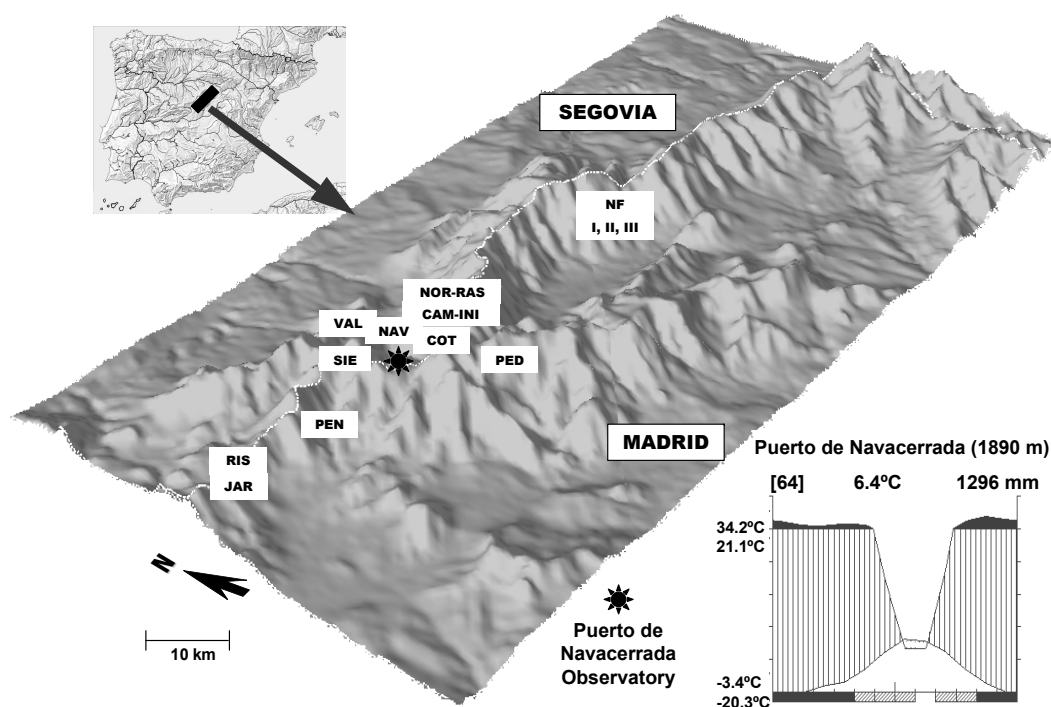 SEGOVIA
NF
I, II, III
NOR-RAS
CAM-INI
VAL
NAV
COT
SIE
PED
PEN
MADRID
RIS
JAR
N
10 km
Puerto de
Navacerrada
Observatory
Puerto de Navacerrada (1890 m)
[64] 6.4ºC 1296 mm
34.2ºC
21.1ºC
-3.4ºC
-20.3ºC